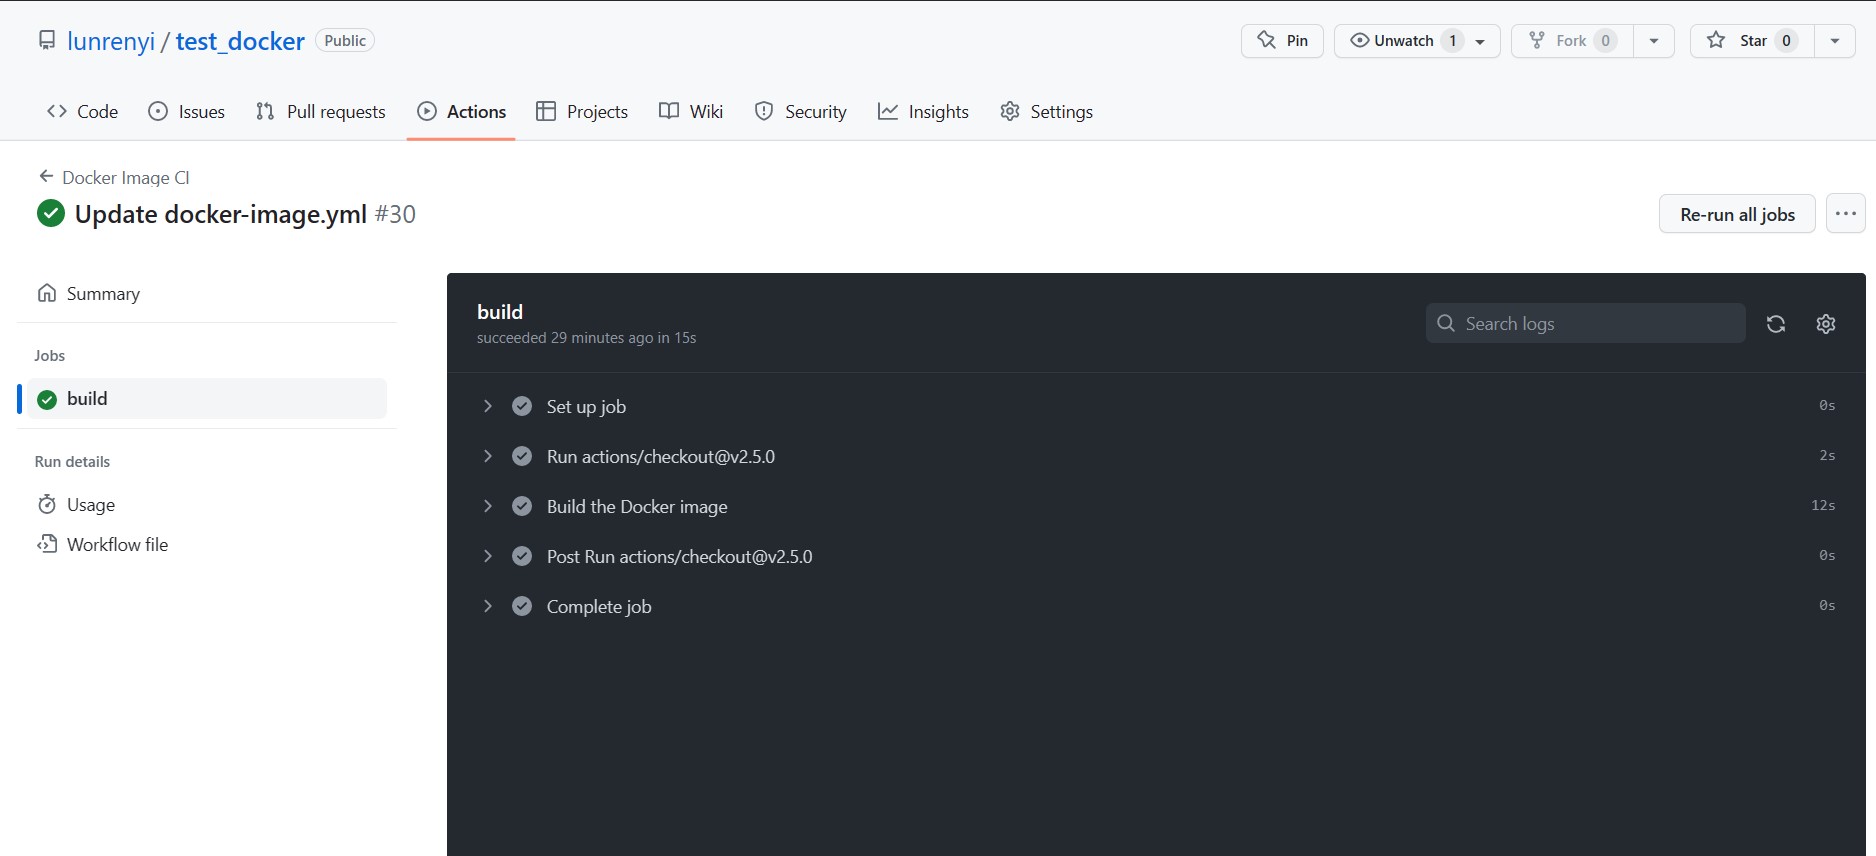 lunrenyi / test_docker Public
Pin
Unwatch 1
Fork 0
Star 0
Code Issues Pull requests Actions Projects Wiki Security Insights Settings
Docker Image CI
Update docker-image.yml #30
Re-run all jobs
Summary
Jobs
build
Run details
Usage
Workflow file
build
succeeded 29 minutes ago in 15s
Search logs
Set up job 0s
Run actions/checkout@v2.5.0 2s
Build the Docker image 12s
Post Run actions/checkout@v2.5.0 0s
Complete job 0s